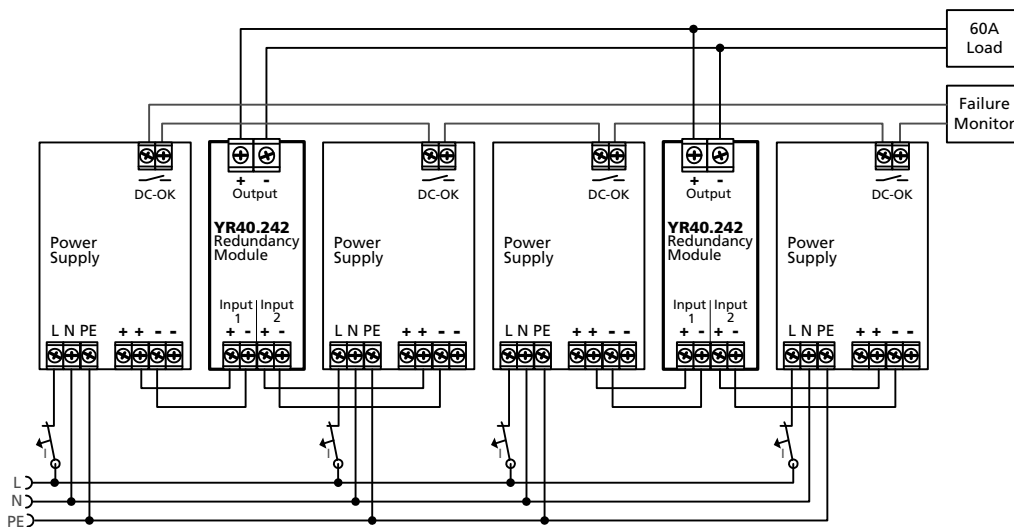 60A
Load
Failure
Monitor
DC-OK
+ -
Output
DC-OK
DC-OK
+ -
Output
DC-OK
Power
Supply
YR40.242
Redundancy
Module
Power
Supply
Power
Supply
YR40.242
Redundancy
Module
Power
Supply
L N PE
+ + - -
Input
1
Input
2
+ - + -
L N PE
+ + - -
L N PE
+ + - -
Input
1
Input
2
+ - + -
L N PE
+ + - -
I
I
I
I
L
N
PE